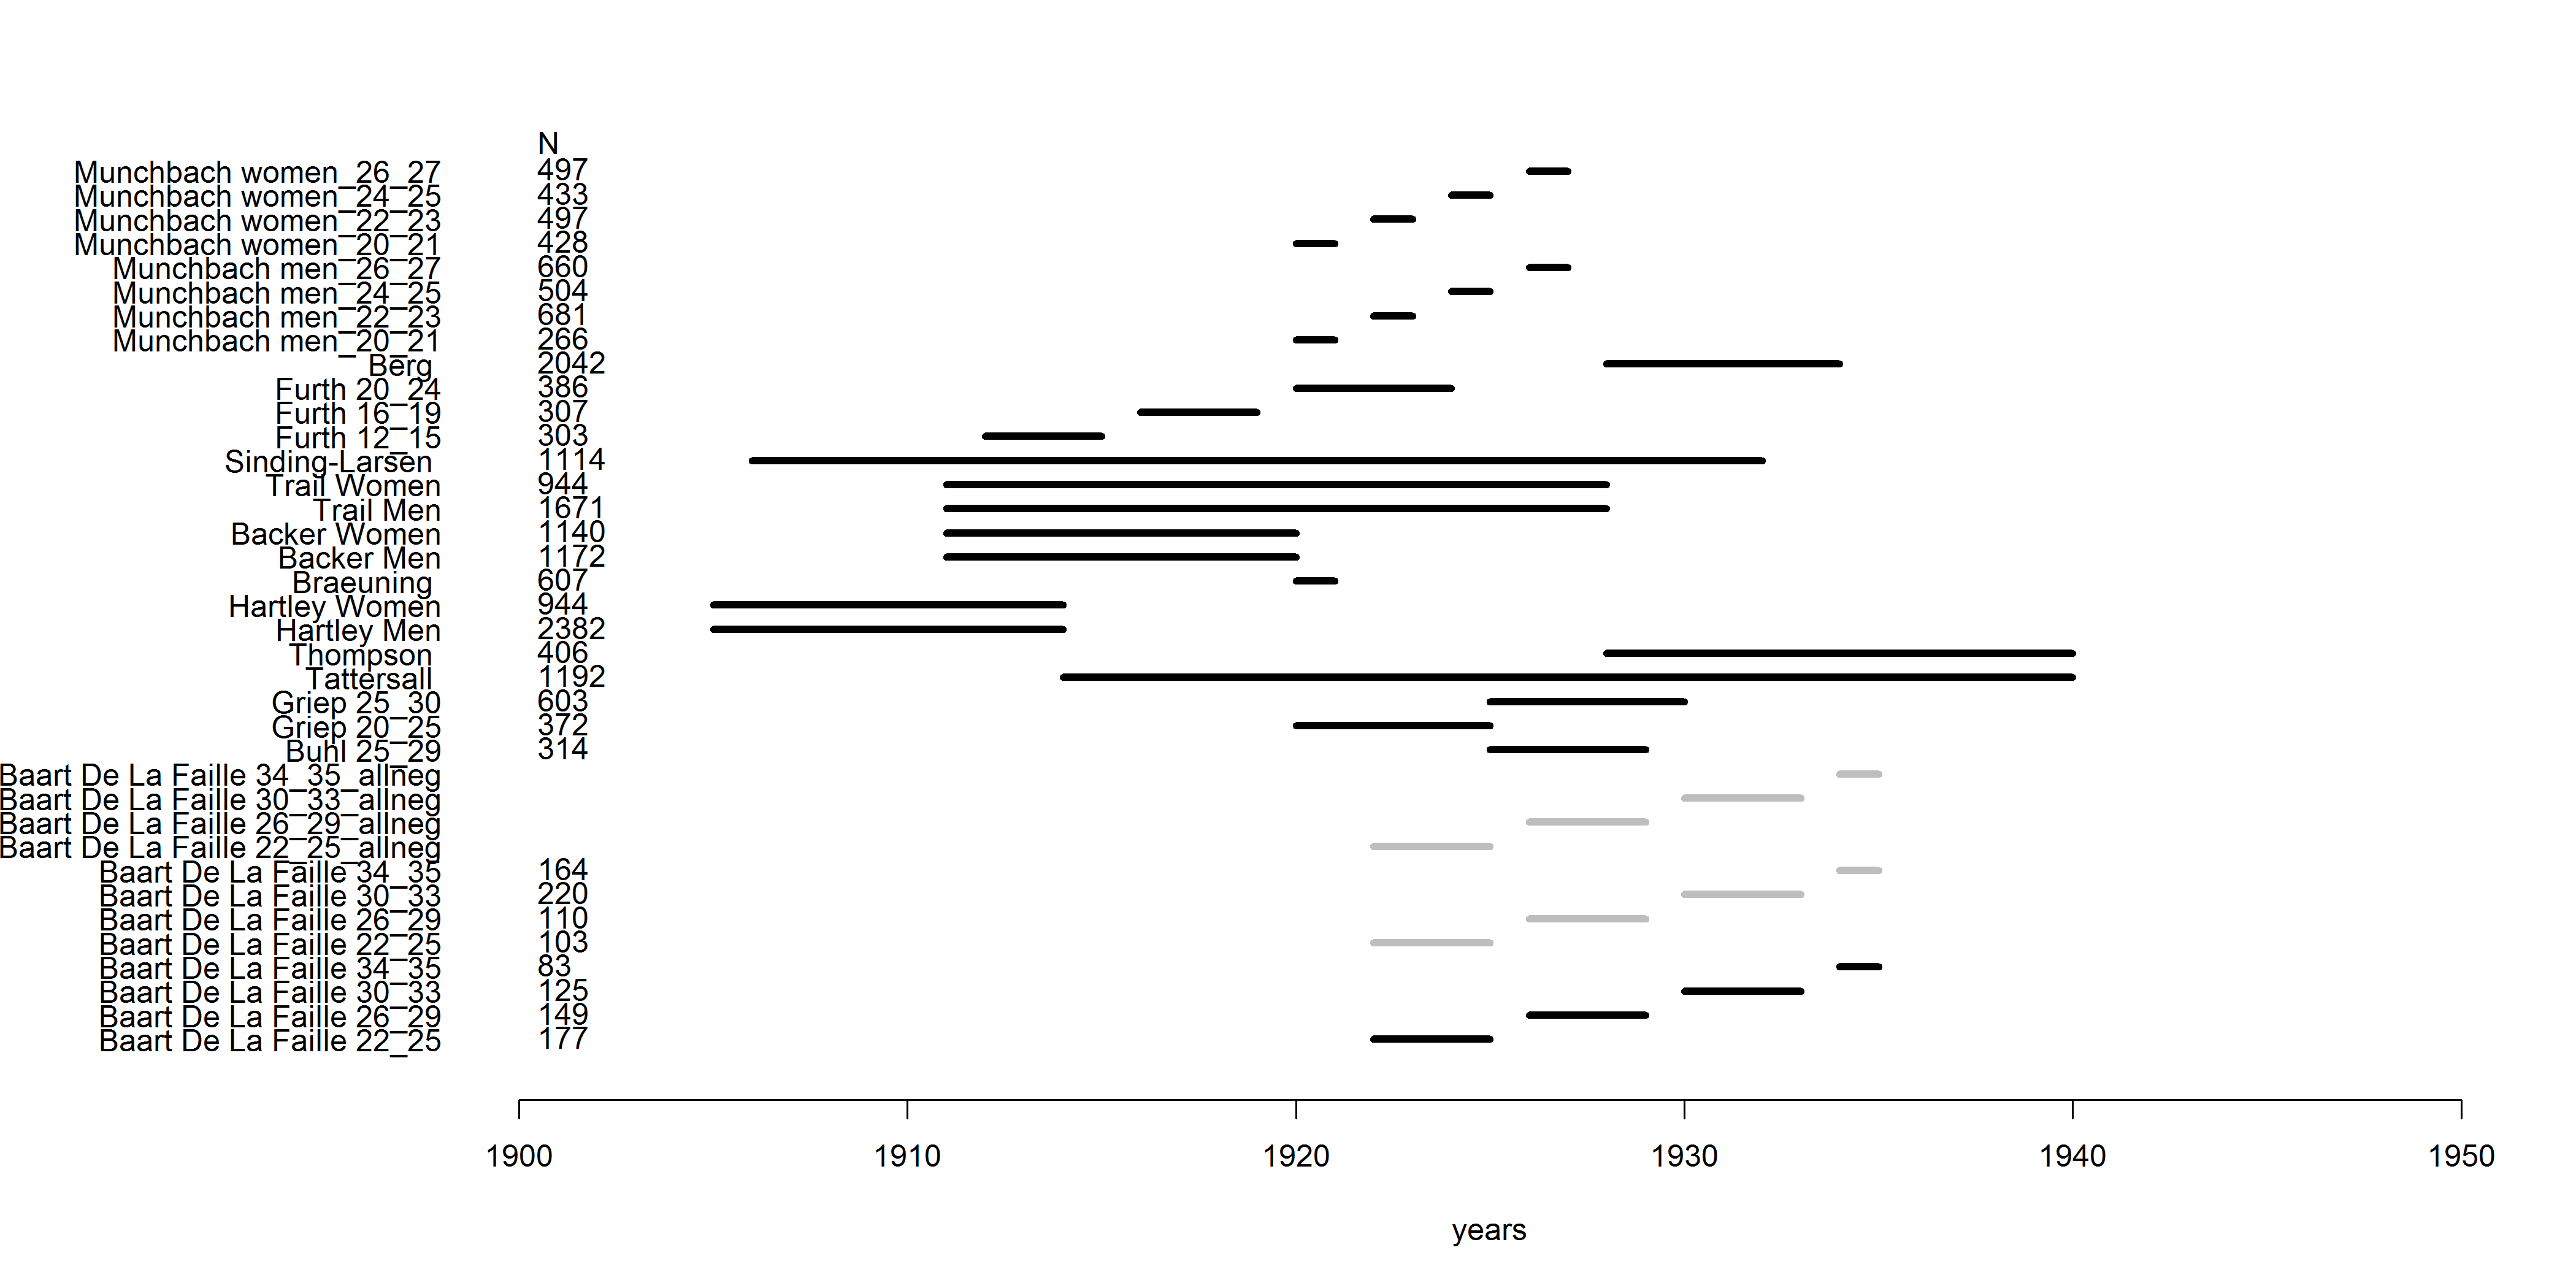 N
Munchbach women_26_27 497
Munchbach women_24_25 433
Munchbach women_22_23 497
Munchbach women_20_21 428
Munchbach men_26_27 660
Munchbach men_24_25 504
Munchbach men_22_23 681
Munchbach men_20_21 266
Berg 2042
Furth 20_24 386
Furth 16_19 307
Furth 12_15 303
Sinding-Larsen 1114
Trail Women 944
Trail Men 1671
Backer Women 1140
Backer Men 1172
Braeuning 607
Hartley Women 944
Hartley Men 2382
Thompson 406
Tattersall 1192
Griep 25_30 603
Griep 20_25 372
Buhl 25_29 314
Baart De La Faille 34_35_allneg
Baart De La Faille 30_33_allneg
Baart De La Faille 26_29_allneg
Baart De La Faille 22_25_allneg
Baart De La Faille 34_35 164
Baart De La Faille 30_33 220
Baart De La Faille 26_29 110
Baart De La Faille 22_25 103
Baart De La Faille 34_35 83
Baart De La Faille 30_33 125
Baart De La Faille 26_29 149
Baart De La Faille 22_25 177
1900 1910 1920 1930 1940 1950
years